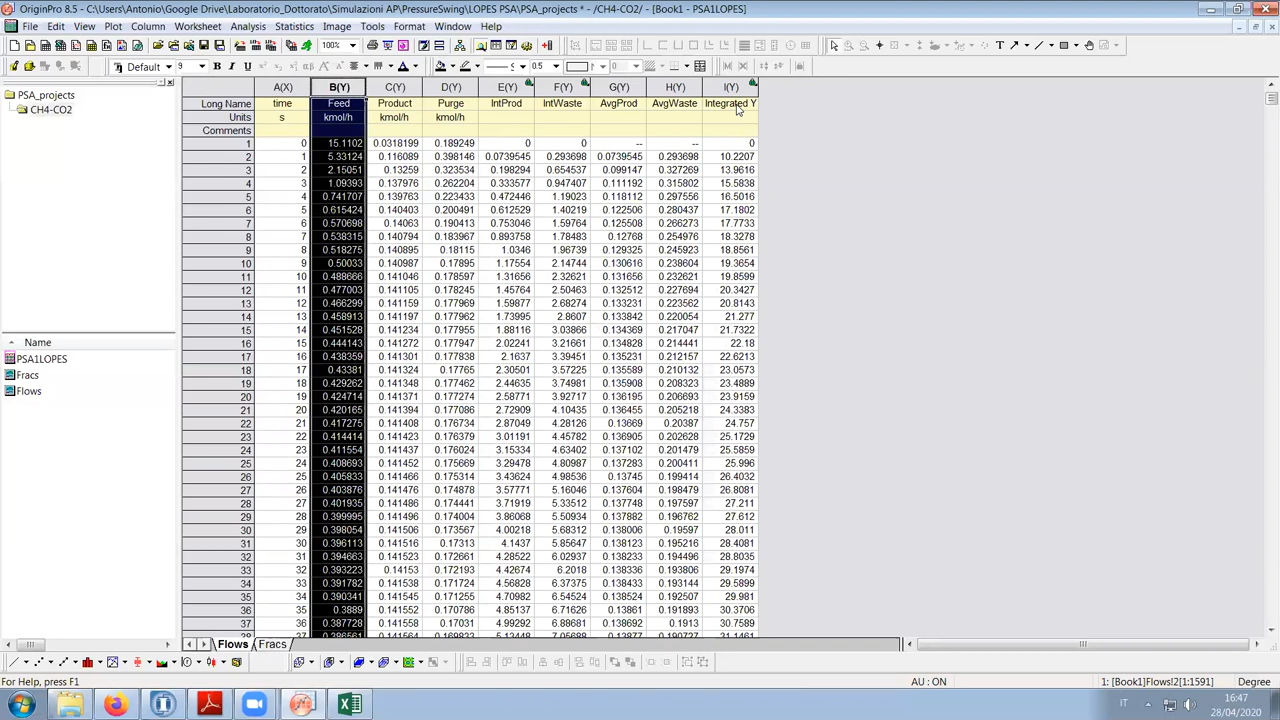 OriginPro 8.5 - C:\Users\Antonio\Google Drive\Laboratorio_Dottorato\Simulazioni AP\PressureSwing\LOPES PSA\PSA_projects * - /CH4-CO2/ - [Book1 - PSA1LOPES]
File Edit View Plot Column Worksheet Analysis Statistics Image Tools Format Window Help
100%
Default 9 B I U S 0.5 0
PSA_projects
CH4-CO2
Name
PSA1LOPES
Fracs
Flows
A(X) B(Y) C(Y) D(Y) E(Y) F(Y) G(Y) H(Y) I(Y)
Long Name time Feed Product Purge IntProd IntWaste AvgProd AvgWaste Integrated Y
Units s kmol/h kmol/h kmol/h
Comments
1 0 15.1102 0.0318199 0.189249 0 0 -- -- 0
2 1 5.33124 0.116089 0.398146 0.0739545 0.293698 0.0739545 0.293698 10.2207
3 2 2.15051 0.13259 0.323534 0.198294 0.654537 0.099147 0.327269 13.9616
4 3 1.09393 0.137976 0.262204 0.333577 0.947407 0.111192 0.315802 15.5838
5 4 0.741707 0.139763 0.223433 0.472446 1.19023 0.118112 0.297556 16.5016
6 5 0.615424 0.140403 0.200491 0.612529 1.40219 0.122506 0.280437 17.1802
7 6 0.570698 0.14063 0.190413 0.753046 1.59764 0.125508 0.266273 17.7733
8 7 0.538315 0.140794 0.183967 0.893758 1.78483 0.12768 0.254976 18.3278
9 8 0.518275 0.140895 0.18115 1.0346 1.96739 0.129325 0.245923 18.8561
10 9 0.50033 0.140987 0.17895 1.17554 2.14744 0.130616 0.238604 19.3654
11 10 0.488666 0.141046 0.178597 1.31656 2.32621 0.131656 0.232621 19.8599
12 11 0.477003 0.141105 0.178245 1.45764 2.50463 0.132512 0.227694 20.3427
13 12 0.466299 0.141159 0.177969 1.59877 2.68274 0.133231 0.223562 20.8143
14 13 0.458913 0.141197 0.177962 1.73995 2.8607 0.133842 0.220054 21.277
15 14 0.451528 0.141234 0.177955 1.88116 3.03866 0.134369 0.217047 21.7322
16 15 0.444143 0.141272 0.177947 2.02241 3.21661 0.134828 0.214441 22.18
17 16 0.438359 0.141301 0.177838 2.1637 3.39451 0.135231 0.212157 22.6213
18 17 0.43381 0.141324 0.17765 2.30501 3.57225 0.135589 0.210132 23.0573
19 18 0.429262 0.141348 0.177462 2.44635 3.74981 0.135908 0.208323 23.4889
20 19 0.424714 0.141371 0.177274 2.58771 3.92717 0.136195 0.206693 23.9159
21 20 0.420165 0.141394 0.177086 2.72909 4.10435 0.136455 0.205218 24.3383
22 21 0.417275 0.141408 0.176734 2.87049 4.28126 0.13669 0.20387 24.757
23 22 0.414414 0.141423 0.176379 3.01191 4.45782 0.136905 0.202628 25.1729
24 23 0.411554 0.141437 0.176024 3.15334 4.63402 0.137102 0.201479 25.5859
25 24 0.408693 0.141452 0.175669 3.29478 4.80987 0.137283 0.200411 25.996
26 25 0.405833 0.141466 0.175314 3.43624 4.98536 0.13745 0.199414 26.4032
27 26 0.403876 0.141476 0.174878 3.57771 5.16046 0.137604 0.198479 26.8081
28 27 0.401935 0.141486 0.174441 3.71919 5.33512 0.137748 0.197597 27.211
29 28 0.399995 0.141495 0.174004 3.86068 5.50934 0.137882 0.196762 27.612
30 29 0.398054 0.141506 0.173567 4.00218 5.68312 0.138006 0.19597 28.011
31 30 0.396113 0.141516 0.17313 4.1437 5.85647 0.138123 0.195216 28.4081
32 31 0.394663 0.141523 0.172661 4.28522 6.02937 0.138233 0.194496 28.8035
33 32 0.393223 0.14153 0.172193 4.42674 6.2018 0.138336 0.193806 29.1974
34 33 0.391782 0.141538 0.171724 4.56828 6.37375 0.138433 0.193144 29.5899
35 34 0.390341 0.141545 0.171255 4.70982 6.54524 0.138524 0.192507 29.981
36 35 0.3889 0.141552 0.170786 4.85137 6.71626 0.13861 0.191893 30.3706
37 36 0.387728 0.141558 0.17031 4.99292 6.88681 0.138692 0.1913 30.7589
38 37 0.386561 0.141564 0.169833 5.13448 7.05688 0.13877 0.190727 31.1461
Flows Fracs
For Help, press F1 AU : ON 1: [Book1]Flows!2[1:1591] Degree
IT 16:47
28/04/2020